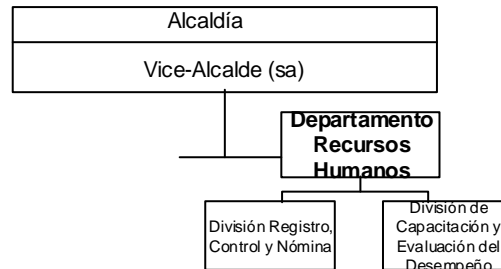 Alcaldía
Vice-Alcalde (sa)
Departamento
Recursos
Humanos
División Registro,
Control y Nómina
División de
Capacitación y
Evaluación del
Desempeño